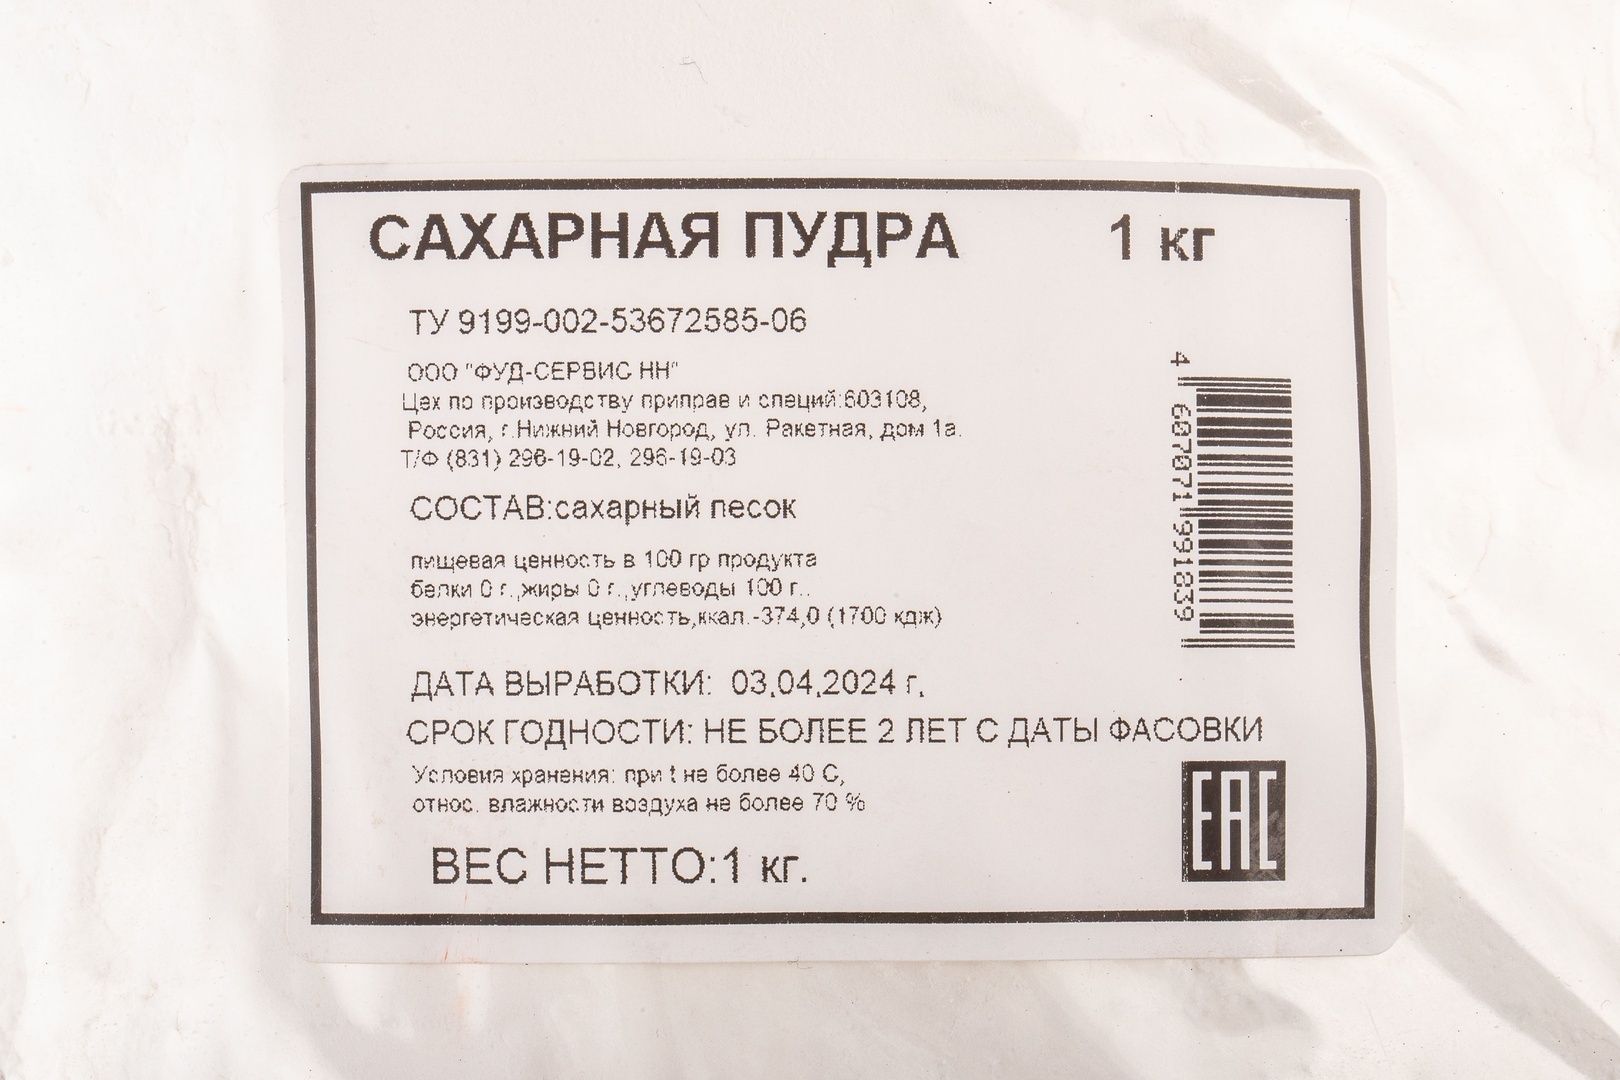 САХАРНАЯ ПУДРА 1 кг
ТУ 9199-002-53672585-06
ООО "ФУД-СЕРВИС НН"
Цех по производству приправ и специй:603108,
Россия, г.Нижний Новгород, ул. Ракетная, дом 1а.
Т/Ф (831) 296-19-02, 296-19-03
СОСТАВ:сахарный песок
пищевая ценность в 100 гр продукта
белки 0 г.,жиры 0 г.,углеводы 100 г..
энергетическая ценность,ккал.-374,0 (1700 кдж)
ДАТА ВЫРАБОТКИ: 03.04.2024 г.
СРОК ГОДНОСТИ: НЕ БОЛЕЕ 2 ЛЕТ С ДАТЫ ФАСОВКИ
Условия хранения: при t не более 40 С,
относ. влажности воздуха не более 70 %
ВЕС НЕТТО:1 кг.
4 607071 991839
EAC